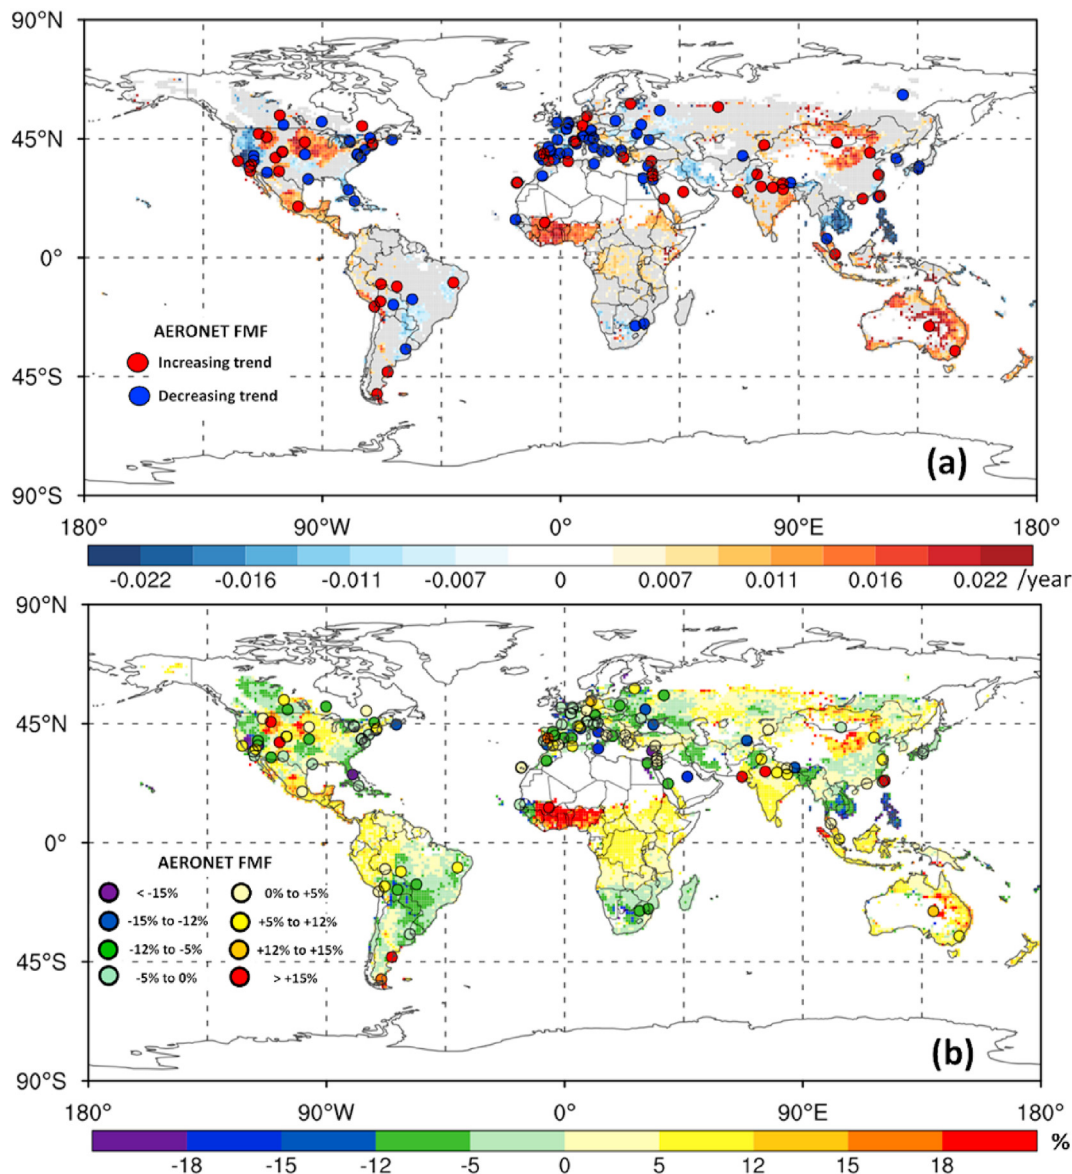 90°N
45°N
0°
45°S
90°S
AERONET FMF
Increasing trend
Decreasing trend
(a)
180° 90°W 0° 90°E 180°
-0.022 -0.016 -0.011 -0.007 0 0.007 0.011 0.016 0.022 /year
90°N
45°N
0°
45°S
90°S
AERONET FMF
< -15% 0% to +5%
-15% to -12% +5% to +12%
-12% to -5% +12% to +15%
-5% to 0% > +15%
(b)
180° 90°W 0° 90°E 180°
-18 -15 -12 -5 0 5 12 15 18 %